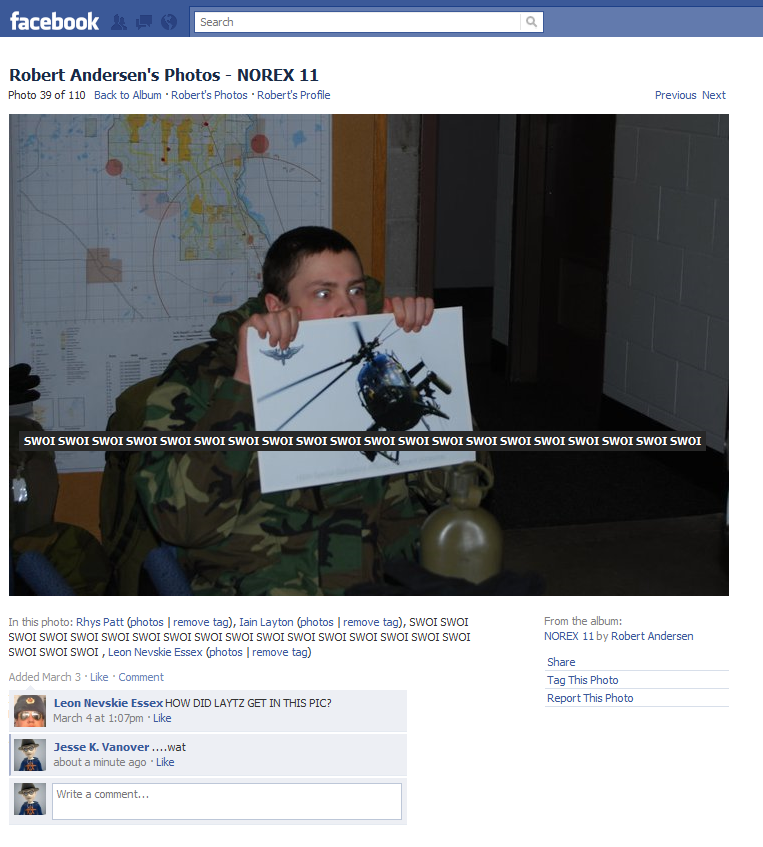 facebook
Search
Robert Andersen's Photos - NOREX 11
Photo 39 of 110 Back to Album · Robert's Photos · Robert's Profile Previous Next
SWOI SWOI SWOI SWOI SWOI SWOI SWOI SWOI SWOI SWOI SWOI SWOI SWOI SWOI SWOI SWOI SWOI SWOI SWOI SWOI
In this photo: Rhys Patt (photos | remove tag), Iain Layton (photos | remove tag), SWOI SWOI
SWOI SWOI SWOI SWOI SWOI SWOI SWOI SWOI SWOI SWOI SWOI SWOI SWOI SWOI SWOI
SWOI SWOI SWOI , Leon Nevskie Essex (photos | remove tag)
Added March 3 · Like · Comment
Leon Nevskie Essex HOW DID LAYTZ GET IN THIS PIC?
March 4 at 1:07pm · Like
Jesse K. Vanover ....wat
about a minute ago · Like
Write a comment...
From the album:
NOREX 11 by Robert Andersen
Share
Tag This Photo
Report This Photo